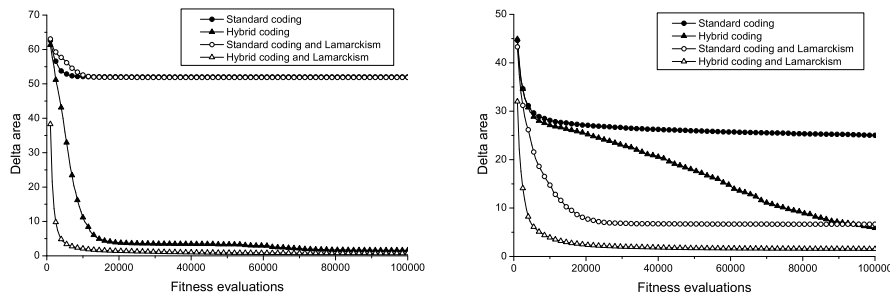 70
60
50
40
30
20
10
0
Delta area
0 20000 40000 60000 80000 100000
Fitness evaluations
Standard coding
Hybrid coding
Standard coding and Lamarckism
Hybrid coding and Lamarckism
50
40
30
20
10
0
Delta area
0 20000 40000 60000 80000 100000
Fitness evaluations
Standard coding
Hybrid coding
Standard coding and Lamarckism
Hybrid coding and Lamarckism